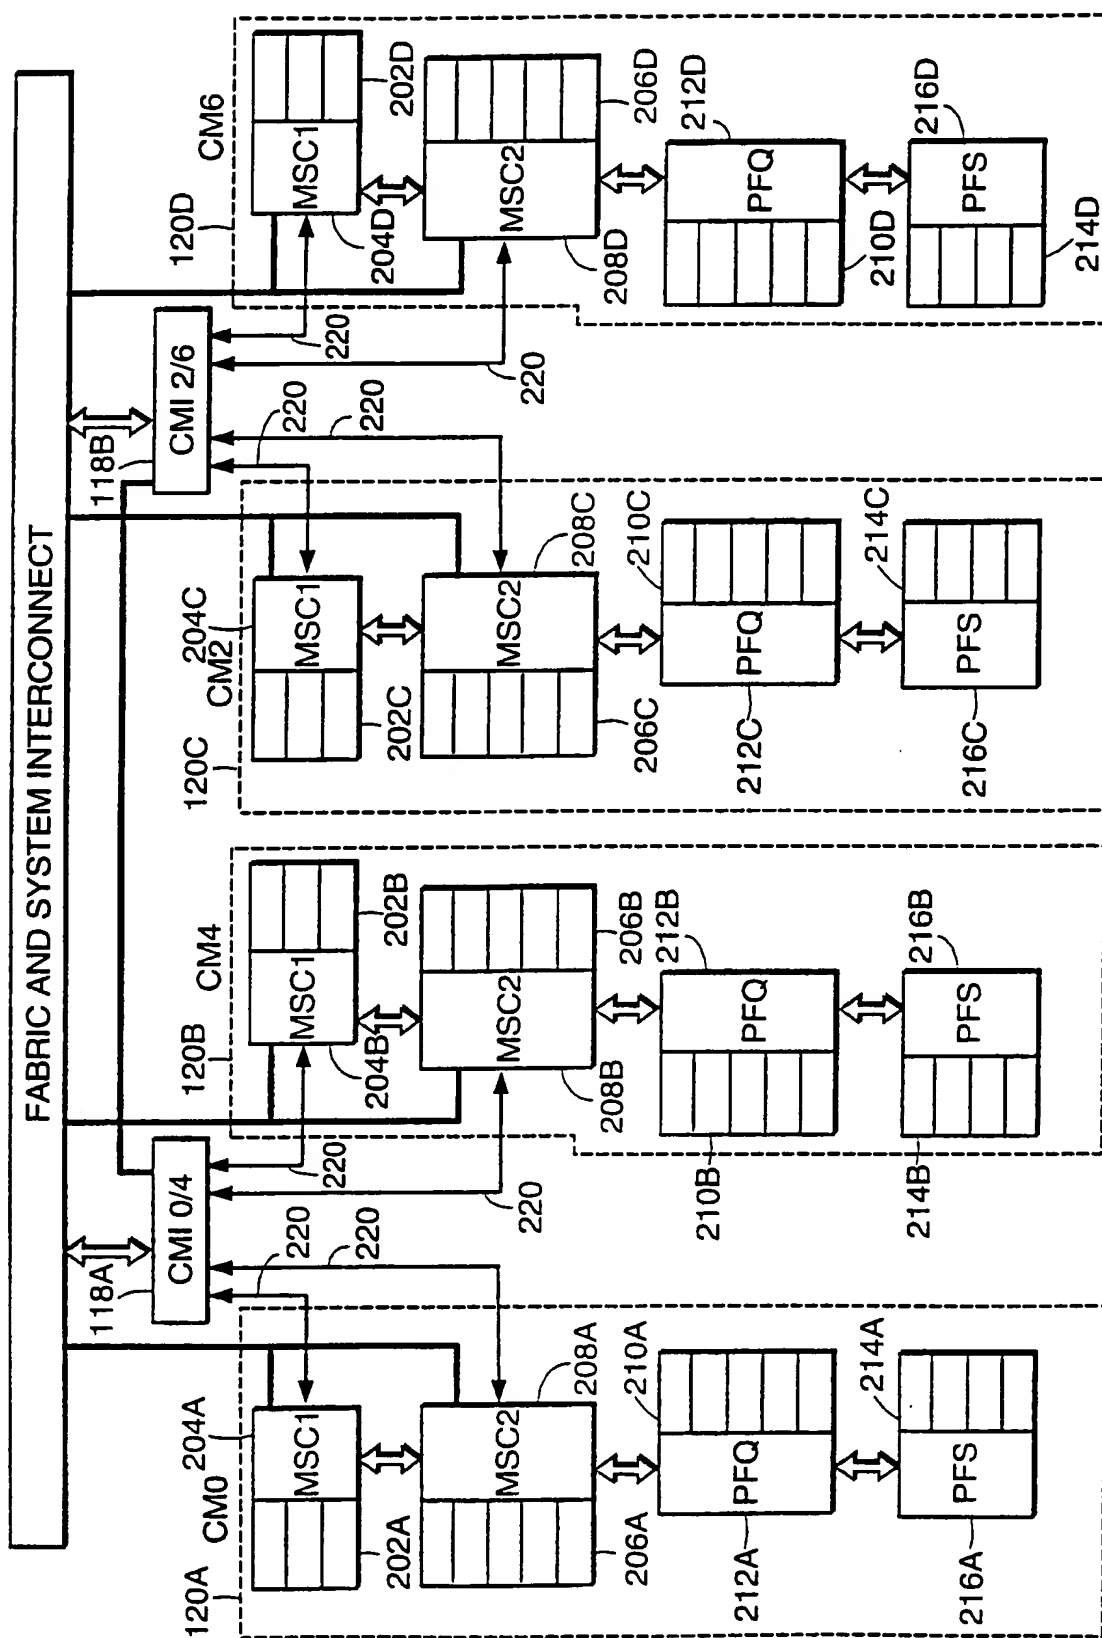 FABRIC AND SYSTEM INTERCONNECT
118A
CMI 0/4
118B
CMI 2/6
120A
CM0
204A
MSC1
202A
220
220
MSC2
208A
206A
210A
PFQ
212A
214A
PFS
216A
120B
CM4
MSC1
204B
202B
220
220
MSC2
208B
206B
212B
PFQ
210B
216B
PFS
214B
120C
CM2
204C
MSC1
202C
220
220
MSC2
208C
206C
210C
PFQ
212C
214C
PFS
216C
120D
CM6
MSC1
204D
202D
220
220
MSC2
208D
206D
212D
PFQ
210D
216D
PFS
214D